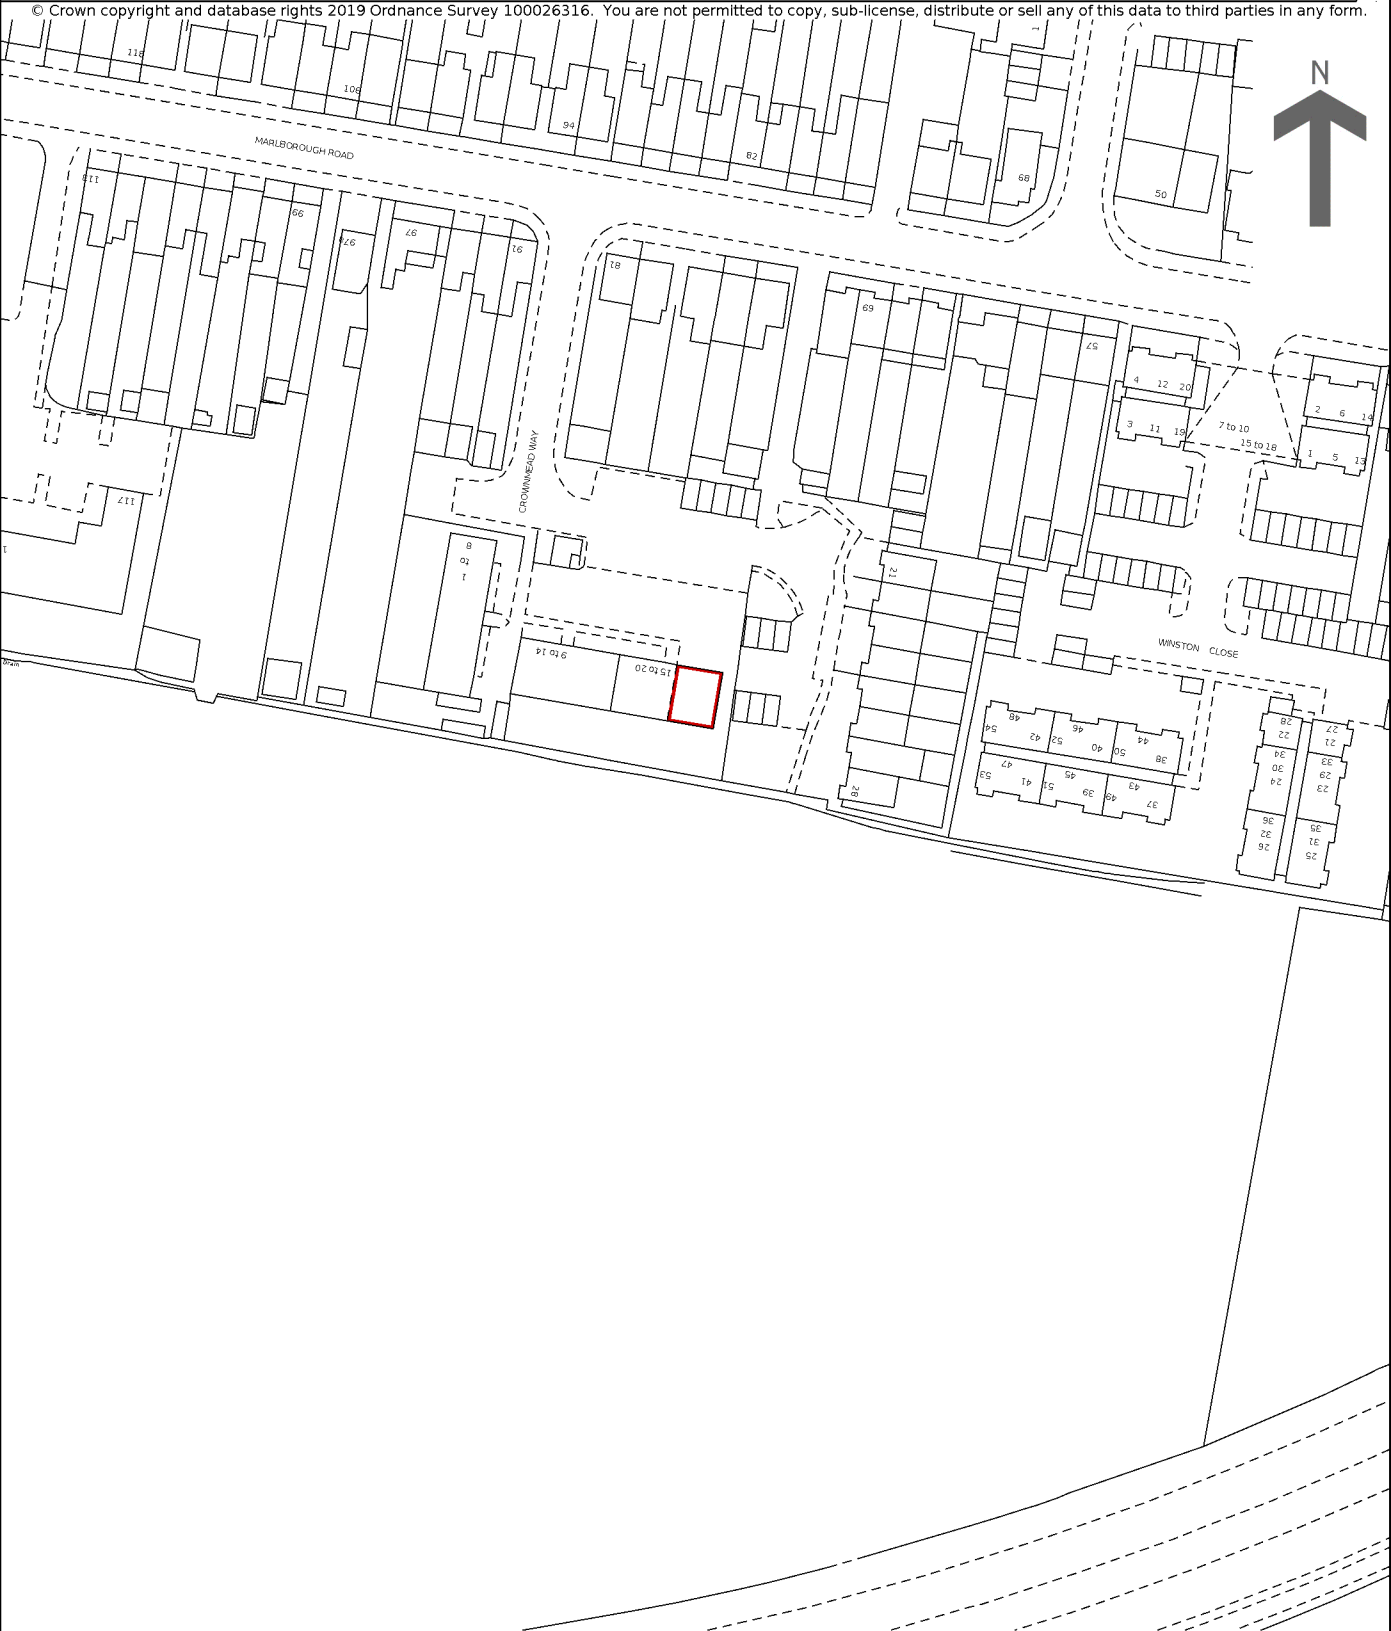 © Crown copyright and database rights 2019 Ordnance Survey 100026316.  You are not permitted to copy, sub-license, distribute or sell any of this data to third parties in any form.
N
118
106
94
82
68
50
MARLBOROUGH ROAD
113
99
97a
97
91
81
69
57
4 12 20
3 11 19
7 to 10
15 to 18
2 6 14
1 5 13
CROWNMEAD WAY
117
1
8
to
1
21
9 to 14
15 to 20
28
WINSTON CLOSE
54 48 42 52 46 40 50 44 38
53 47 41 51 45 39 49 43 37
28
22
34
30
24
36
32
26
27
21
33
29
23
35
31
25